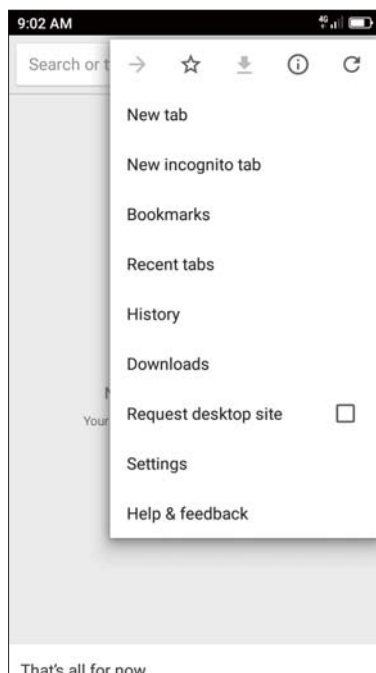 9:02 AM
4G
Search or t
New tab
New incognito tab
Bookmarks
Recent tabs
History
Downloads
Request desktop site
Your
Settings
Help & feedback
That's all for now